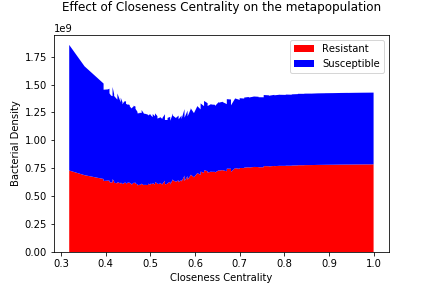 Effect of Closeness Centrality on the metapopulation
1e9
Resistant
Susceptible
1.75
1.50
1.25
1.00
0.75
0.50
0.25
0.00
Bacterial Density
0.3 0.4 0.5 0.6 0.7 0.8 0.9 1.0
Closeness Centrality